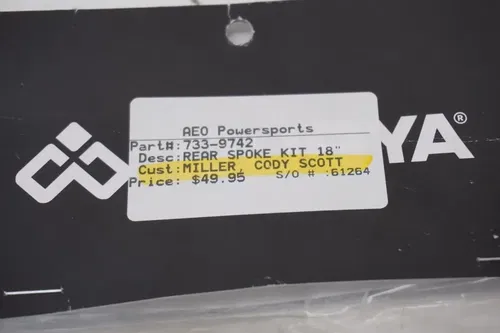 AEO Powersports
Part#:733-9742
Desc:REAR SPOKE KIT 18"
Cust:MILLER, CODY SCOTT
Price: $49.95 S/O # :61264
YA®